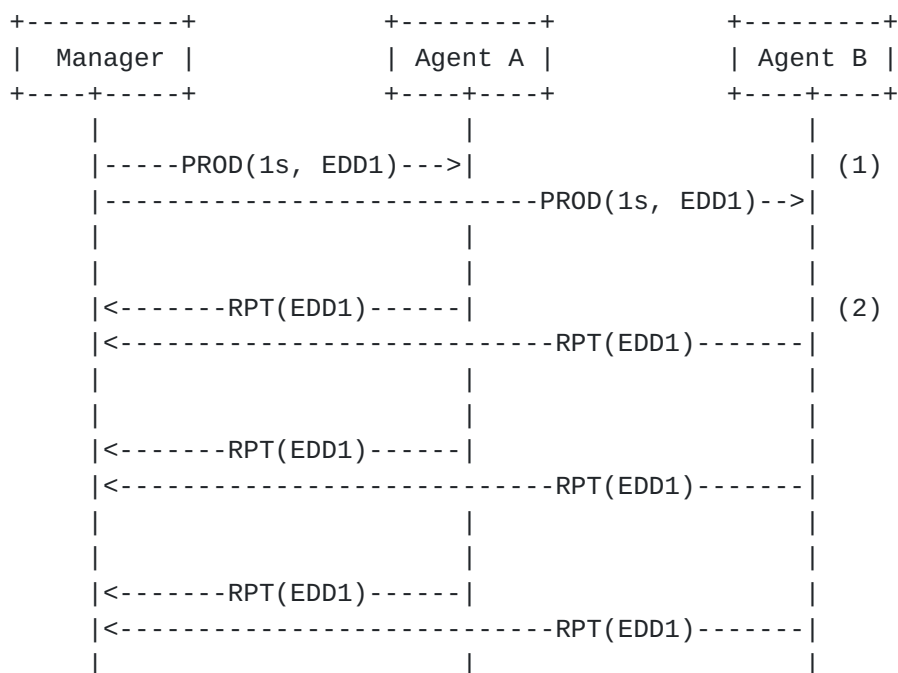 +----------+            +---------+           +---------+
|  Manager |            | Agent A |           | Agent B |
+----+-----+            +----+----+           +----+----+
     |                       |                     |
     |-----PROD(1s, EDD1)--->|                     | (1)
     |----------------------------PROD(1s, EDD1)-->|
     |                       |                     |
     |                       |                     |
     |<-------RPT(EDD1)------|                     | (2)
     |<----------------------------RPT(EDD1)-------|
     |                       |                     |
     |                       |                     |
     |<-------RPT(EDD1)------|                     |
     |<----------------------------RPT(EDD1)-------|
     |                       |                     |
     |                       |                     |
     |<-------RPT(EDD1)------|                     |
     |<----------------------------RPT(EDD1)-------|
     |                       |                     |